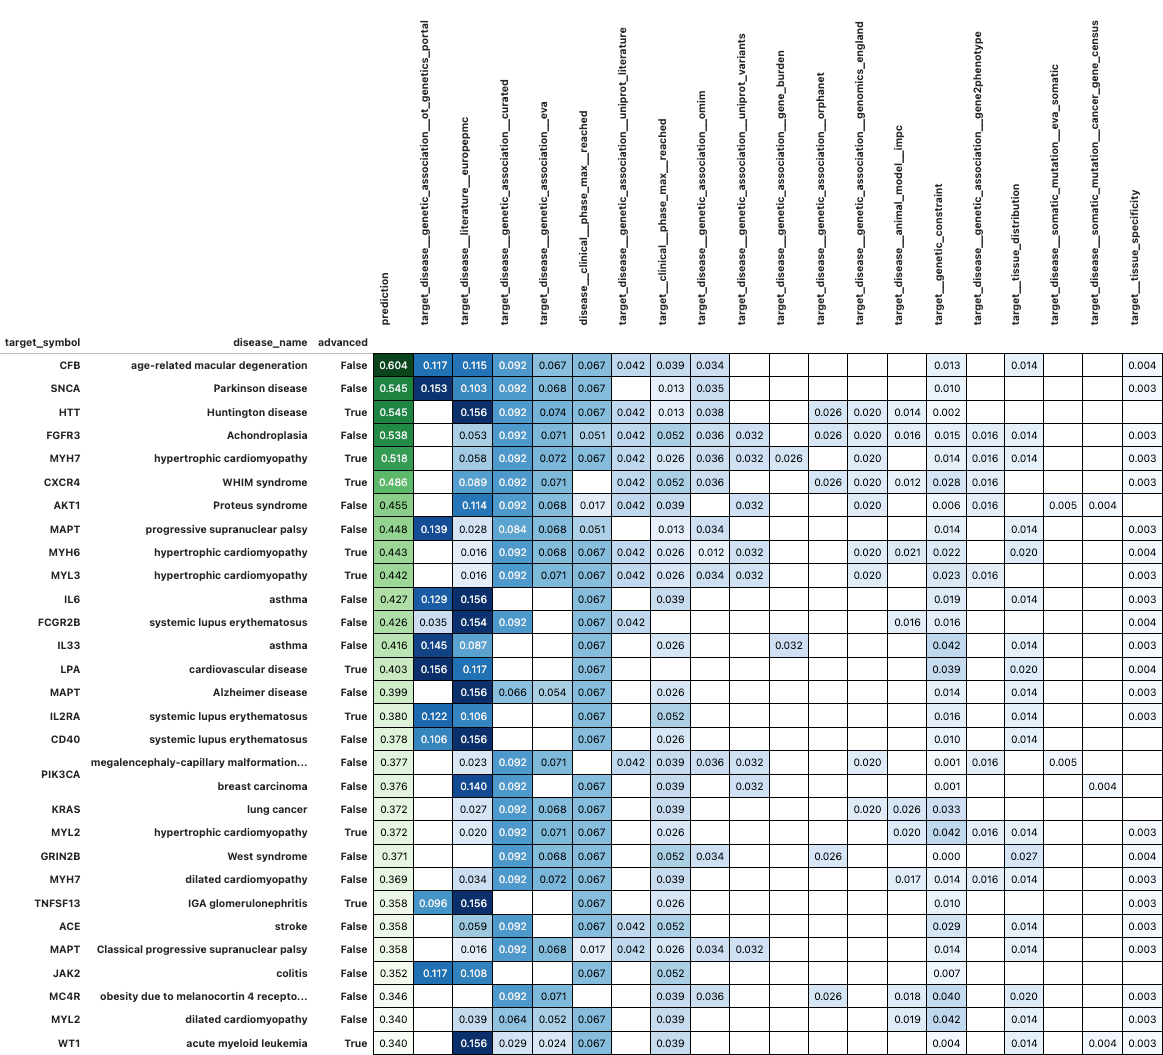 prediction
target_disease__genetic_association__ot_genetics_portal
target_disease__literature__europepmc
target_disease__genetic_association__curated
target_disease__genetic_association__eva
disease__clinical__phase_max__reached
target_disease__genetic_association__uniprot_literature
target__clinical__phase_max__reached
target_disease__genetic_association__omim
target_disease__genetic_association__uniprot_variants
target_disease__genetic_association__gene_burden
target_disease__genetic_association__orphanet
target_disease__genetic_association__genomics_england
target_disease__animal_model__impc
target__genetic_constraint
target_disease__genetic_association__gene2phenotype
target__tissue_distribution
target_disease__somatic_mutation__eva_somatic
target_disease__somatic_mutation__cancer_gene_census
target__tissue_specificity
target_symbol disease_name advanced
CFB age-related macular degeneration False 0.604 0.117 0.115 0.092 0.067 0.067 0.042 0.039 0.034 0.013 0.014 0.004
SNCA Parkinson disease False 0.545 0.153 0.103 0.092 0.068 0.067 0.013 0.035 0.010 0.003
HTT Huntington disease True 0.545 0.156 0.092 0.074 0.067 0.042 0.013 0.038 0.026 0.020 0.014 0.002
FGFR3 Achondroplasia False 0.538 0.053 0.092 0.071 0.051 0.042 0.052 0.036 0.032 0.026 0.020 0.016 0.015 0.016 0.014 0.003
MYH7 hypertrophic cardiomyopathy True 0.518 0.058 0.092 0.072 0.067 0.042 0.026 0.036 0.032 0.026 0.020 0.014 0.016 0.014 0.003
CXCR4 WHIM syndrome True 0.486 0.089 0.092 0.071 0.042 0.052 0.036 0.026 0.020 0.012 0.028 0.016 0.003
AKT1 Proteus syndrome False 0.455 0.114 0.092 0.068 0.017 0.042 0.039 0.032 0.020 0.006 0.016 0.005 0.004
MAPT progressive supranuclear palsy False 0.448 0.139 0.028 0.084 0.068 0.051 0.013 0.034 0.014 0.014 0.003
MYH6 hypertrophic cardiomyopathy True 0.443 0.016 0.092 0.068 0.067 0.042 0.026 0.012 0.032 0.020 0.021 0.022 0.020 0.004
MYL3 hypertrophic cardiomyopathy True 0.442 0.016 0.092 0.071 0.067 0.042 0.026 0.034 0.032 0.020 0.023 0.016 0.003
IL6 asthma False 0.427 0.129 0.156 0.067 0.039 0.019 0.014 0.003
FCGR2B systemic lupus erythematosus False 0.426 0.035 0.154 0.092 0.067 0.042 0.016 0.016 0.004
IL33 asthma False 0.416 0.145 0.087 0.067 0.026 0.032 0.042 0.014 0.003
LPA cardiovascular disease True 0.403 0.156 0.117 0.067 0.039 0.020 0.004
MAPT Alzheimer disease False 0.399 0.156 0.066 0.054 0.067 0.026 0.014 0.014 0.003
IL2RA systemic lupus erythematosus True 0.380 0.122 0.106 0.067 0.052 0.016 0.014 0.003
CD40 systemic lupus erythematosus False 0.378 0.106 0.156 0.067 0.026 0.010 0.014
PIK3CA megalencephaly-capillary malformation... False 0.377 0.023 0.092 0.071 0.042 0.039 0.036 0.032 0.020 0.001 0.016 0.005
breast carcinoma False 0.376 0.140 0.092 0.067 0.039 0.032 0.001 0.004
KRAS lung cancer False 0.372 0.027 0.092 0.068 0.067 0.039 0.020 0.026 0.033
MYL2 hypertrophic cardiomyopathy True 0.372 0.020 0.092 0.071 0.067 0.026 0.020 0.042 0.016 0.014 0.003
GRIN2B West syndrome False 0.371 0.092 0.068 0.067 0.052 0.034 0.026 0.000 0.027 0.004
MYH7 dilated cardiomyopathy False 0.369 0.034 0.092 0.072 0.067 0.039 0.017 0.014 0.016 0.014 0.003
TNFSF13 IGA glomerulonephritis True 0.358 0.096 0.156 0.067 0.026 0.010 0.003
ACE stroke False 0.358 0.059 0.092 0.067 0.042 0.052 0.029 0.014 0.003
MAPT Classical progressive supranuclear palsy False 0.358 0.016 0.092 0.068 0.017 0.042 0.026 0.034 0.032 0.014 0.014 0.003
JAK2 colitis False 0.352 0.117 0.108 0.067 0.052 0.007
MC4R obesity due to melanocortin 4 recepto... False 0.346 0.092 0.071 0.039 0.036 0.026 0.018 0.040 0.020 0.003
MYL2 dilated cardiomyopathy False 0.340 0.039 0.064 0.052 0.067 0.039 0.019 0.042 0.014 0.003
WT1 acute myeloid leukemia True 0.340 0.156 0.029 0.024 0.067 0.039 0.004 0.014 0.004 0.003